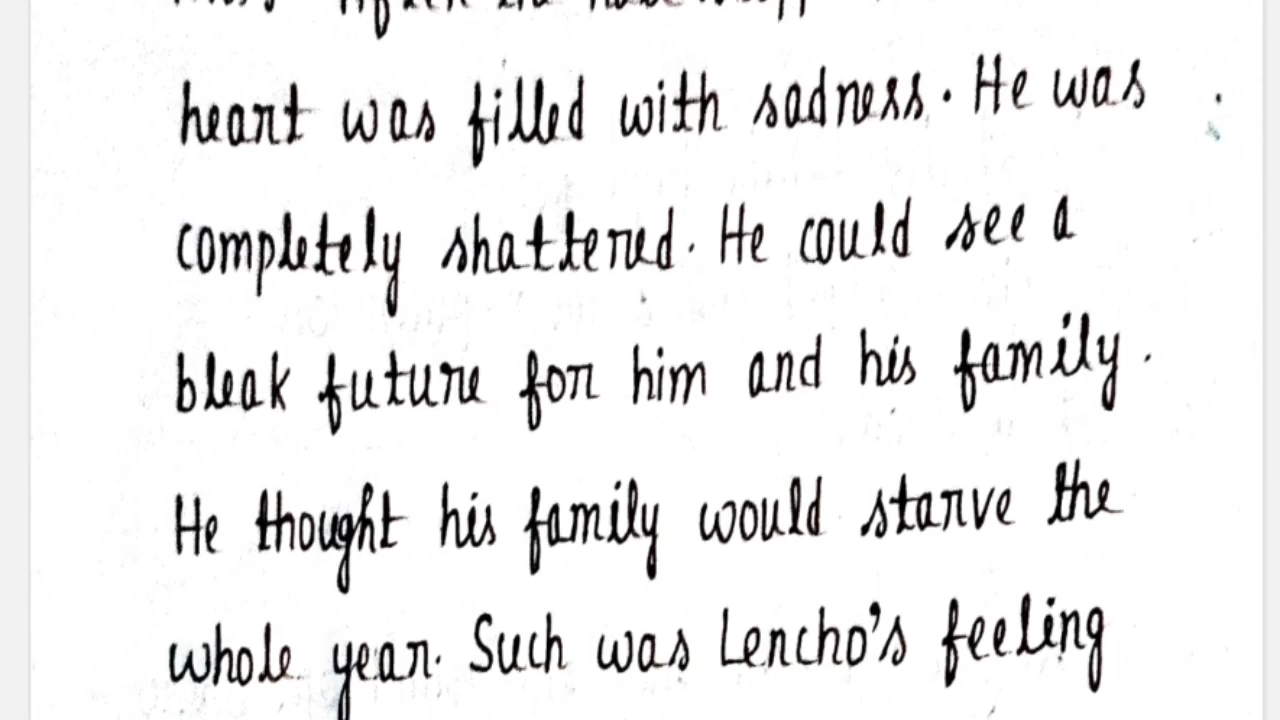 heart was filled with sadness. He was
completely shattered. He could see a
bleak future for him and his family.
He thought his family would starve the
whole year. Such was Lencho's feeling